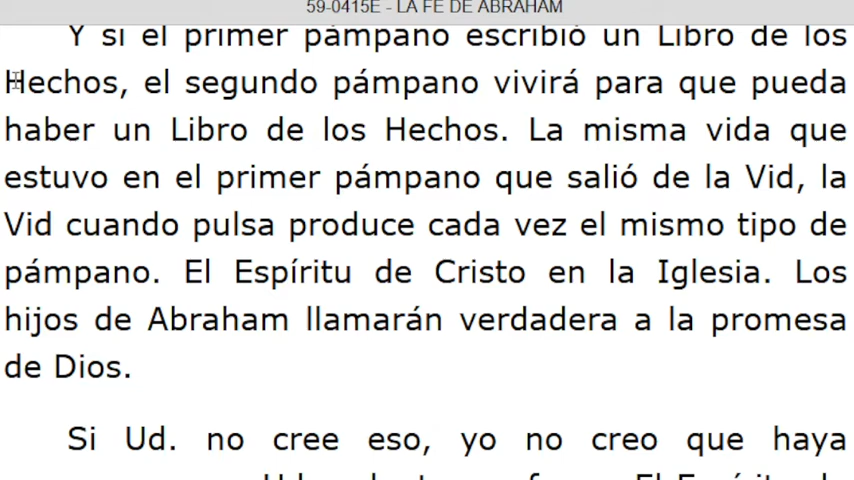 59-0415E - LA FE DE ABRAHAM
Y si el primer pámpano escribió un Libro de los
Hechos, el segundo pámpano vivirá para que pueda
haber un Libro de los Hechos. La misma vida que
estuvo en el primer pámpano que salió de la Vid, la
Vid cuando pulsa produce cada vez el mismo tipo de
pámpano. El Espíritu de Cristo en la Iglesia. Los
hijos de Abraham llamarán verdadera a la promesa
de Dios.
Si Ud. no cree eso, yo no creo que haya